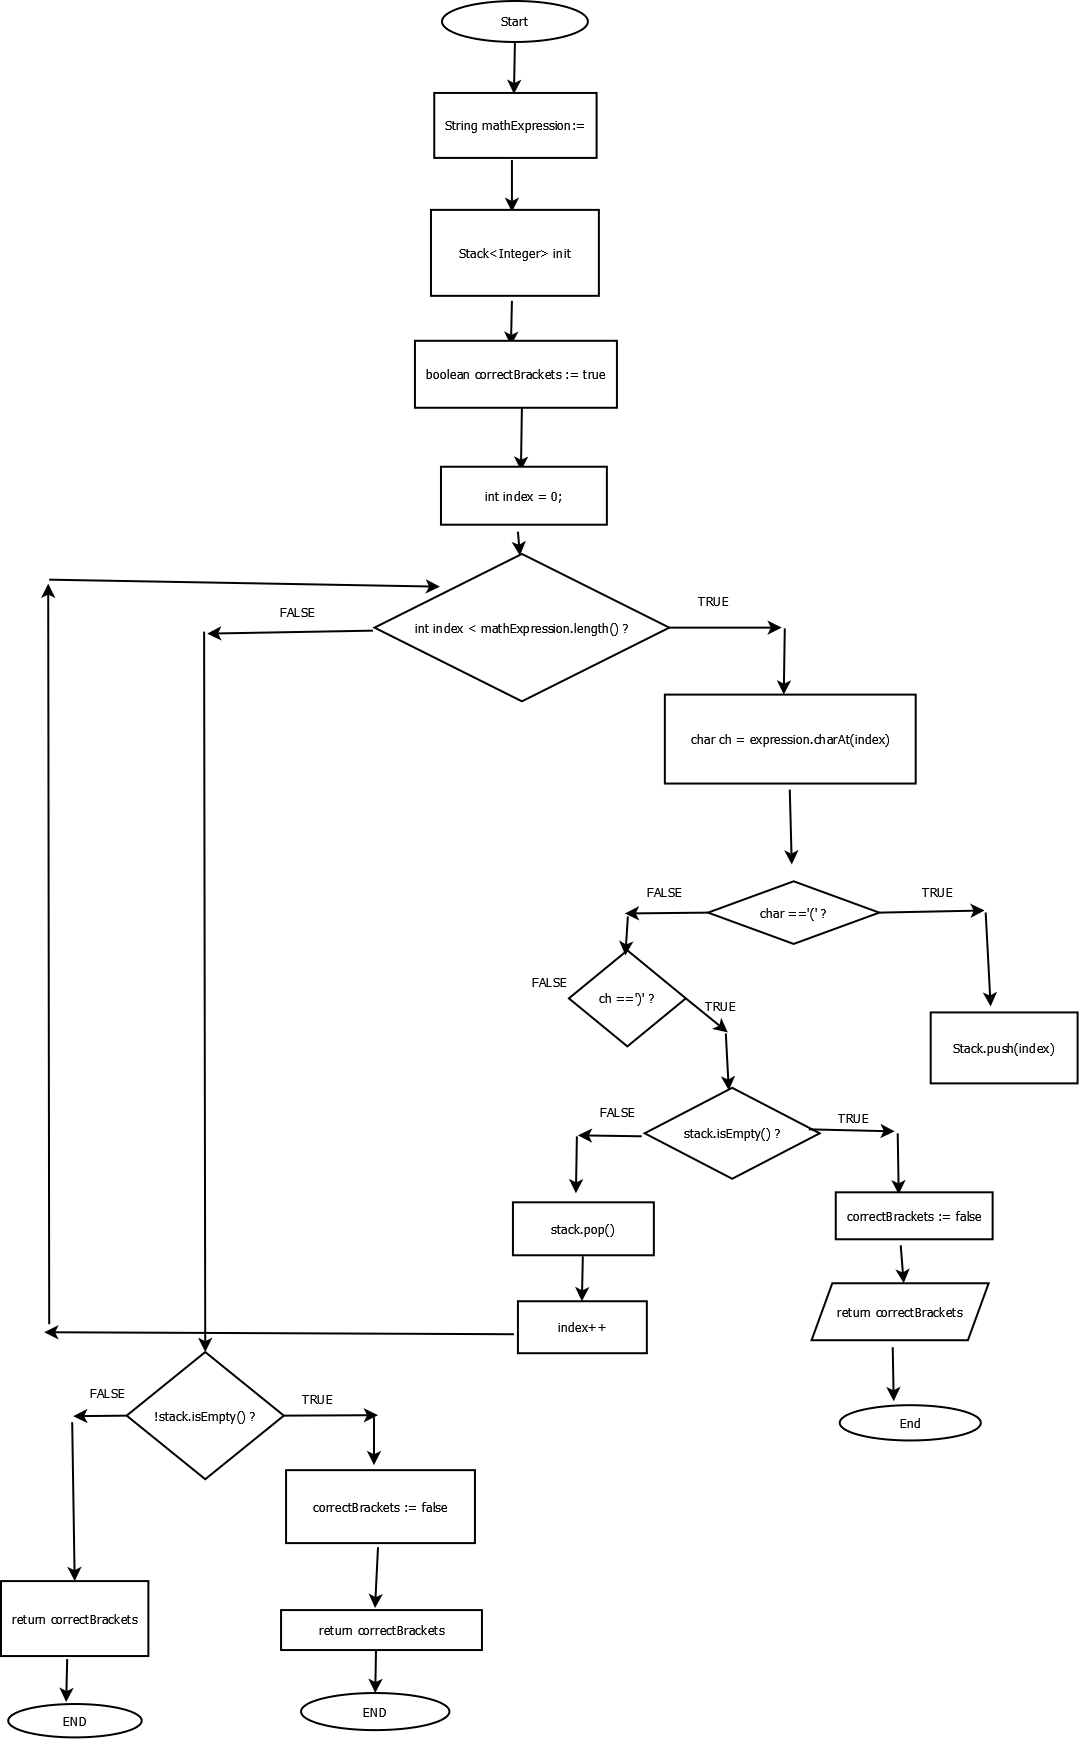 Start
String mathExpression:=
Stack<Integer> init
boolean correctBrackets := true
int index = 0;
int index < mathExpression.length() ?
FALSE
TRUE
char ch = expression.charAt(index)
char =='(' ?
FALSE
TRUE
ch ==')' ?
FALSE
TRUE
Stack.push(index)
stack.isEmpty() ?
FALSE
TRUE
stack.pop()
correctBrackets := false
index++
return correctBrackets
End
!stack.isEmpty() ?
FALSE
TRUE
correctBrackets := false
return correctBrackets
return correctBrackets
END
END